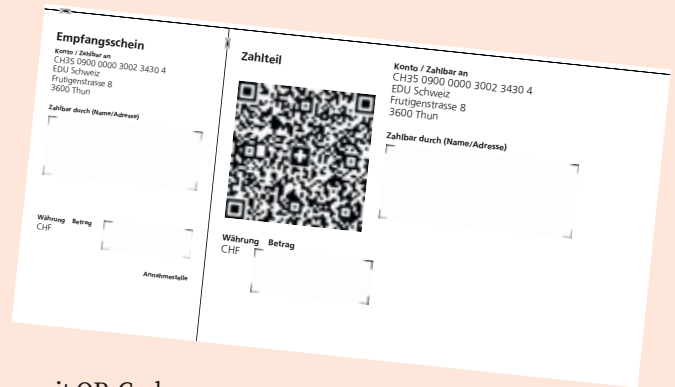 Empfangsschein
Konto / Zahlbar an
CH35 0900 0000 3002 3430 4
EDU Schweiz
Frutigenstrasse 8
3600 Thun
Zahlbar durch (Name/Adresse)
Währung Betrag
CHF
Annahmestelle
Zahlteil
Währung Betrag
CHF
Konto / Zahlbar an
CH35 0900 0000 3002 3430 4
EDU Schweiz
Frutigenstrasse 8
3600 Thun
Zahlbar durch (Name/Adresse)